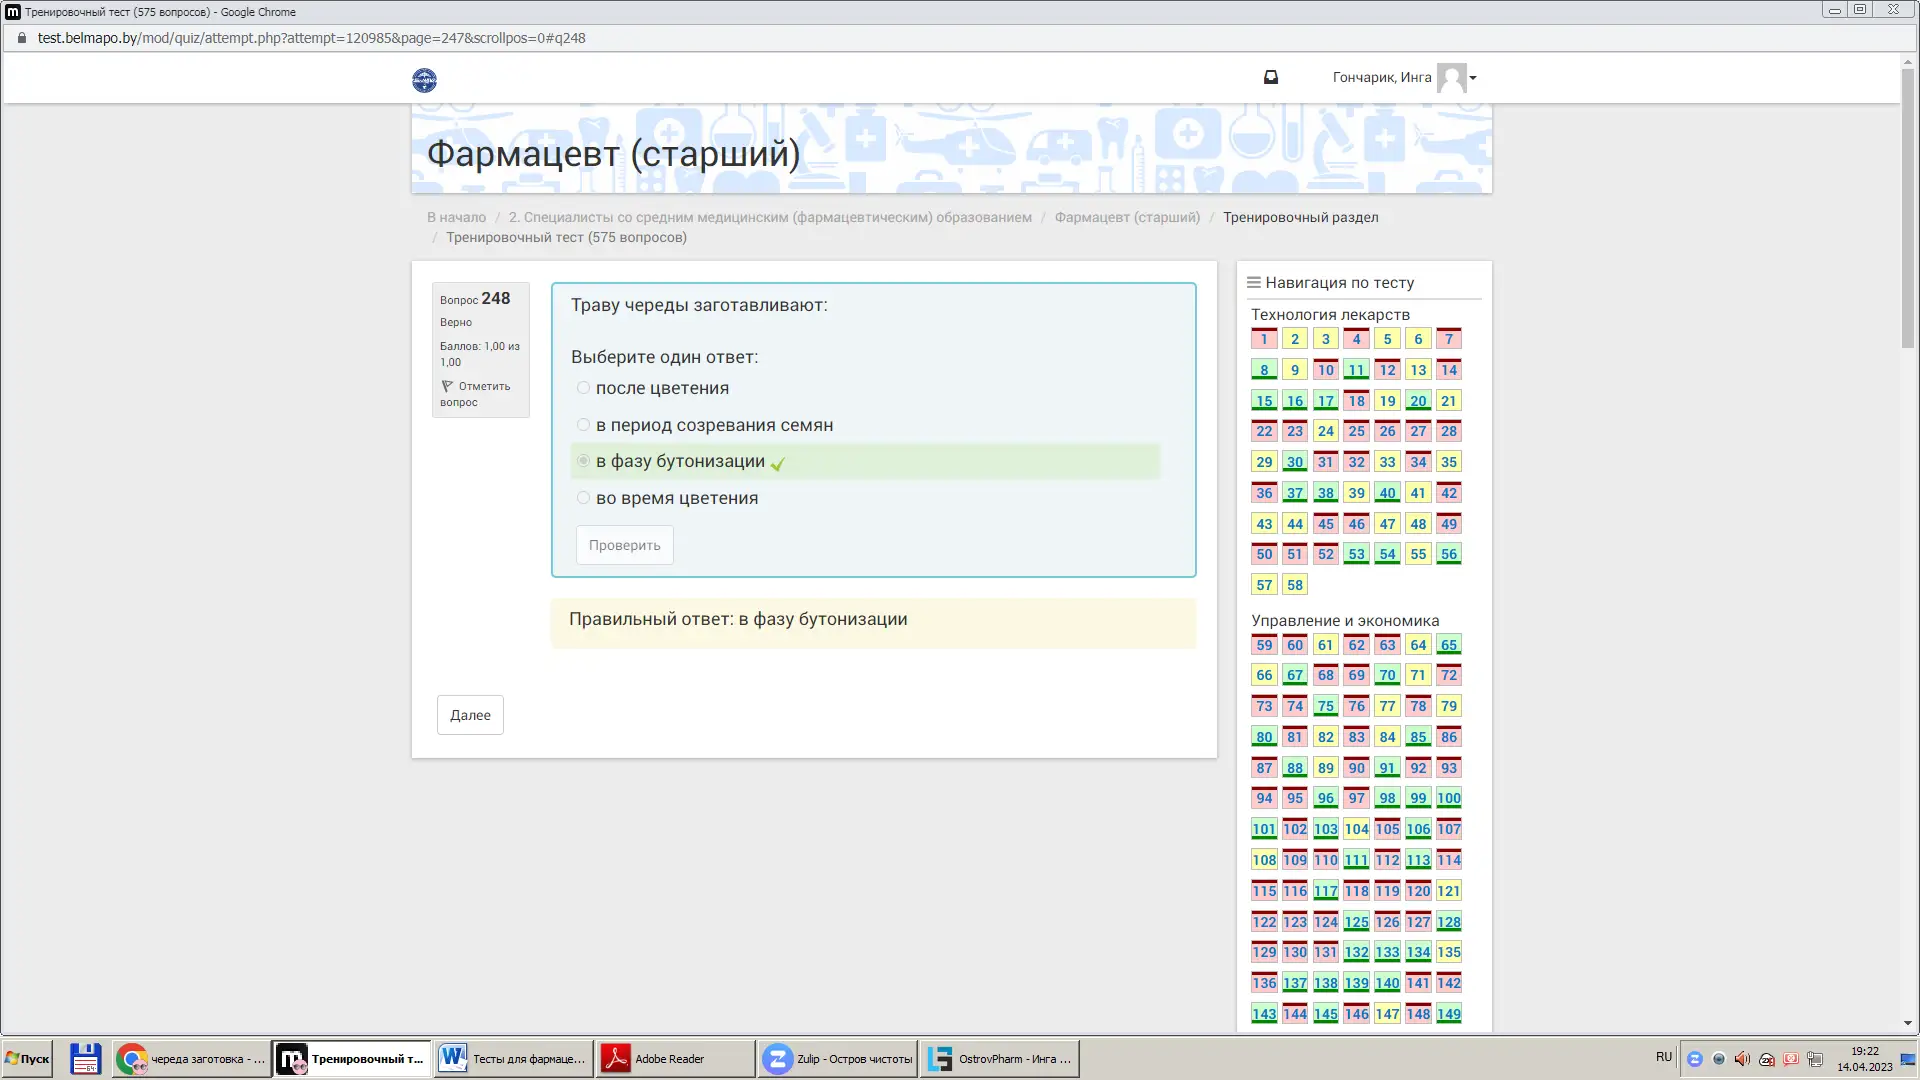 Тренировочный тест (575 вопросов) - Google Chrome
test.belmapo.by/mod/quiz/attempt.php?attempt=120985&page=247&scrollpos=0#q248
Гончарик, Инга
Фармацевт (старший)
В начало / 2. Специалисты со средним медицинским (фармацевтическим) образованием / Фармацевт (старший) / Тренировочный раздел
/ Тренировочный тест (575 вопросов)
Вопрос 248
Верно
Баллов: 1,00 из
1,00
Отметить
вопрос
Траву череды заготавливают:
Выберите один ответ:
после цветения
в период созревания семян
в фазу бутонизации
во время цветения
Проверить
Правильный ответ: в фазу бутонизации
Далее
Навигация по тесту
Технология лекарств
1 2 3 4 5 6 7
8 9 10 11 12 13 14
15 16 17 18 19 20 21
22 23 24 25 26 27 28
29 30 31 32 33 34 35
36 37 38 39 40 41 42
43 44 45 46 47 48 49
50 51 52 53 54 55 56
57 58
Управление и экономика
59 60 61 62 63 64 65
66 67 68 69 70 71 72
73 74 75 76 77 78 79
80 81 82 83 84 85 86
87 88 89 90 91 92 93
94 95 96 97 98 99 100
101 102 103 104 105 106 107
108 109 110 111 112 113 114
115 116 117 118 119 120 121
122 123 124 125 126 127 128
129 130 131 132 133 134 135
136 137 138 139 140 141 142
143 144 145 146 147 148 149
Пуск
череда заготовка - ...
Тренировочный т...
Тесты для фармаце...
Adobe Reader
Zulip - Остров чистоты
OstrovPharm - Инга ...
RU
19:22
14.04.2023